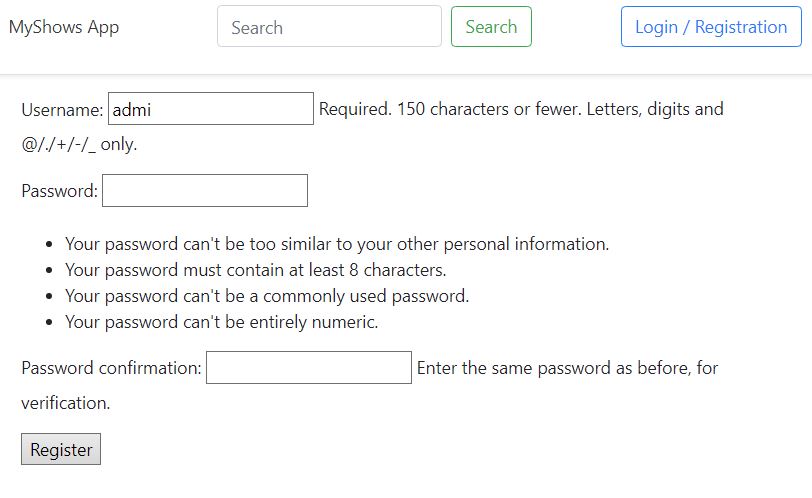 MyShows App Search Search Login / Registration
Username: admi Required. 150 characters or fewer. Letters, digits and
@/./+/-/_ only.
Password:
• Your password can't be too similar to your other personal information.
• Your password must contain at least 8 characters.
• Your password can't be a commonly used password.
• Your password can't be entirely numeric.
Password confirmation: Enter the same password as before, for
verification.
Register